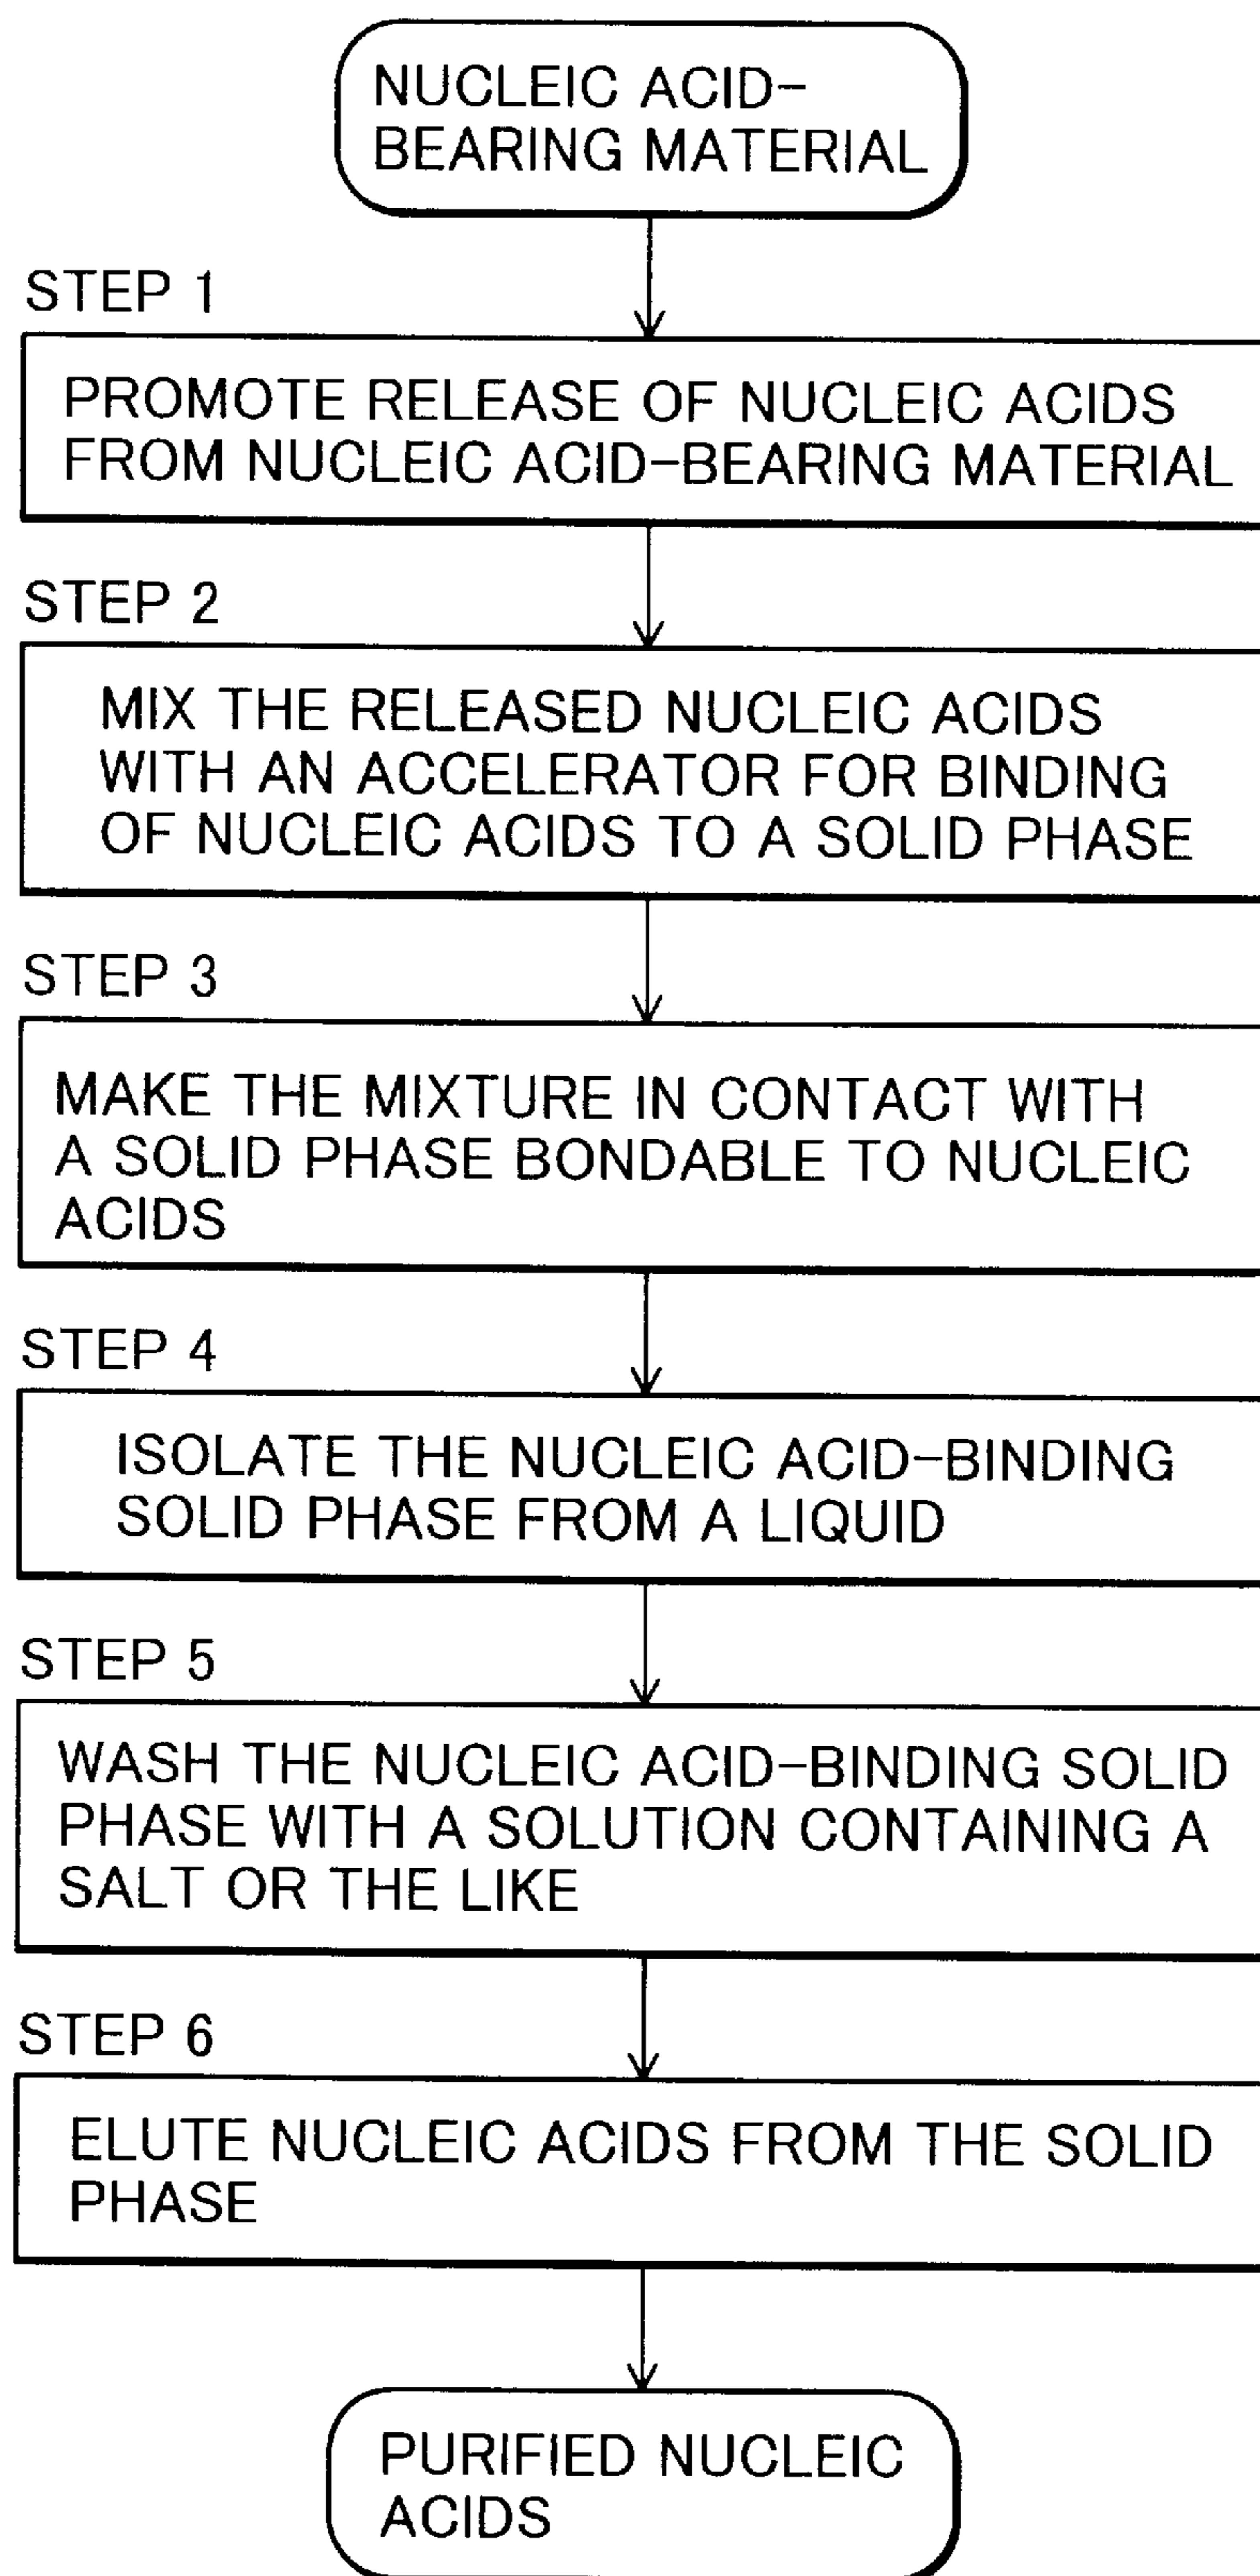 NUCLEIC ACID-
BEARING MATERIAL
STEP 1
PROMOTE RELEASE OF NUCLEIC ACIDS
FROM NUCLEIC ACID-BEARING MATERIAL
STEP 2
MIX THE RELEASED NUCLEIC ACIDS
WITH AN ACCELERATOR FOR BINDING
OF NUCLEIC ACIDS TO A SOLID PHASE
STEP 3
MAKE THE MIXTURE IN CONTACT WITH
A SOLID PHASE BONDABLE TO NUCLEIC
ACIDS
STEP 4
ISOLATE THE NUCLEIC ACID-BINDING
SOLID PHASE FROM A LIQUID
STEP 5
WASH THE NUCLEIC ACID-BINDING SOLID
PHASE WITH A SOLUTION CONTAINING A
SALT OR THE LIKE
STEP 6
ELUTE NUCLEIC ACIDS FROM THE SOLID
PHASE
PURIFIED NUCLEIC
ACIDS